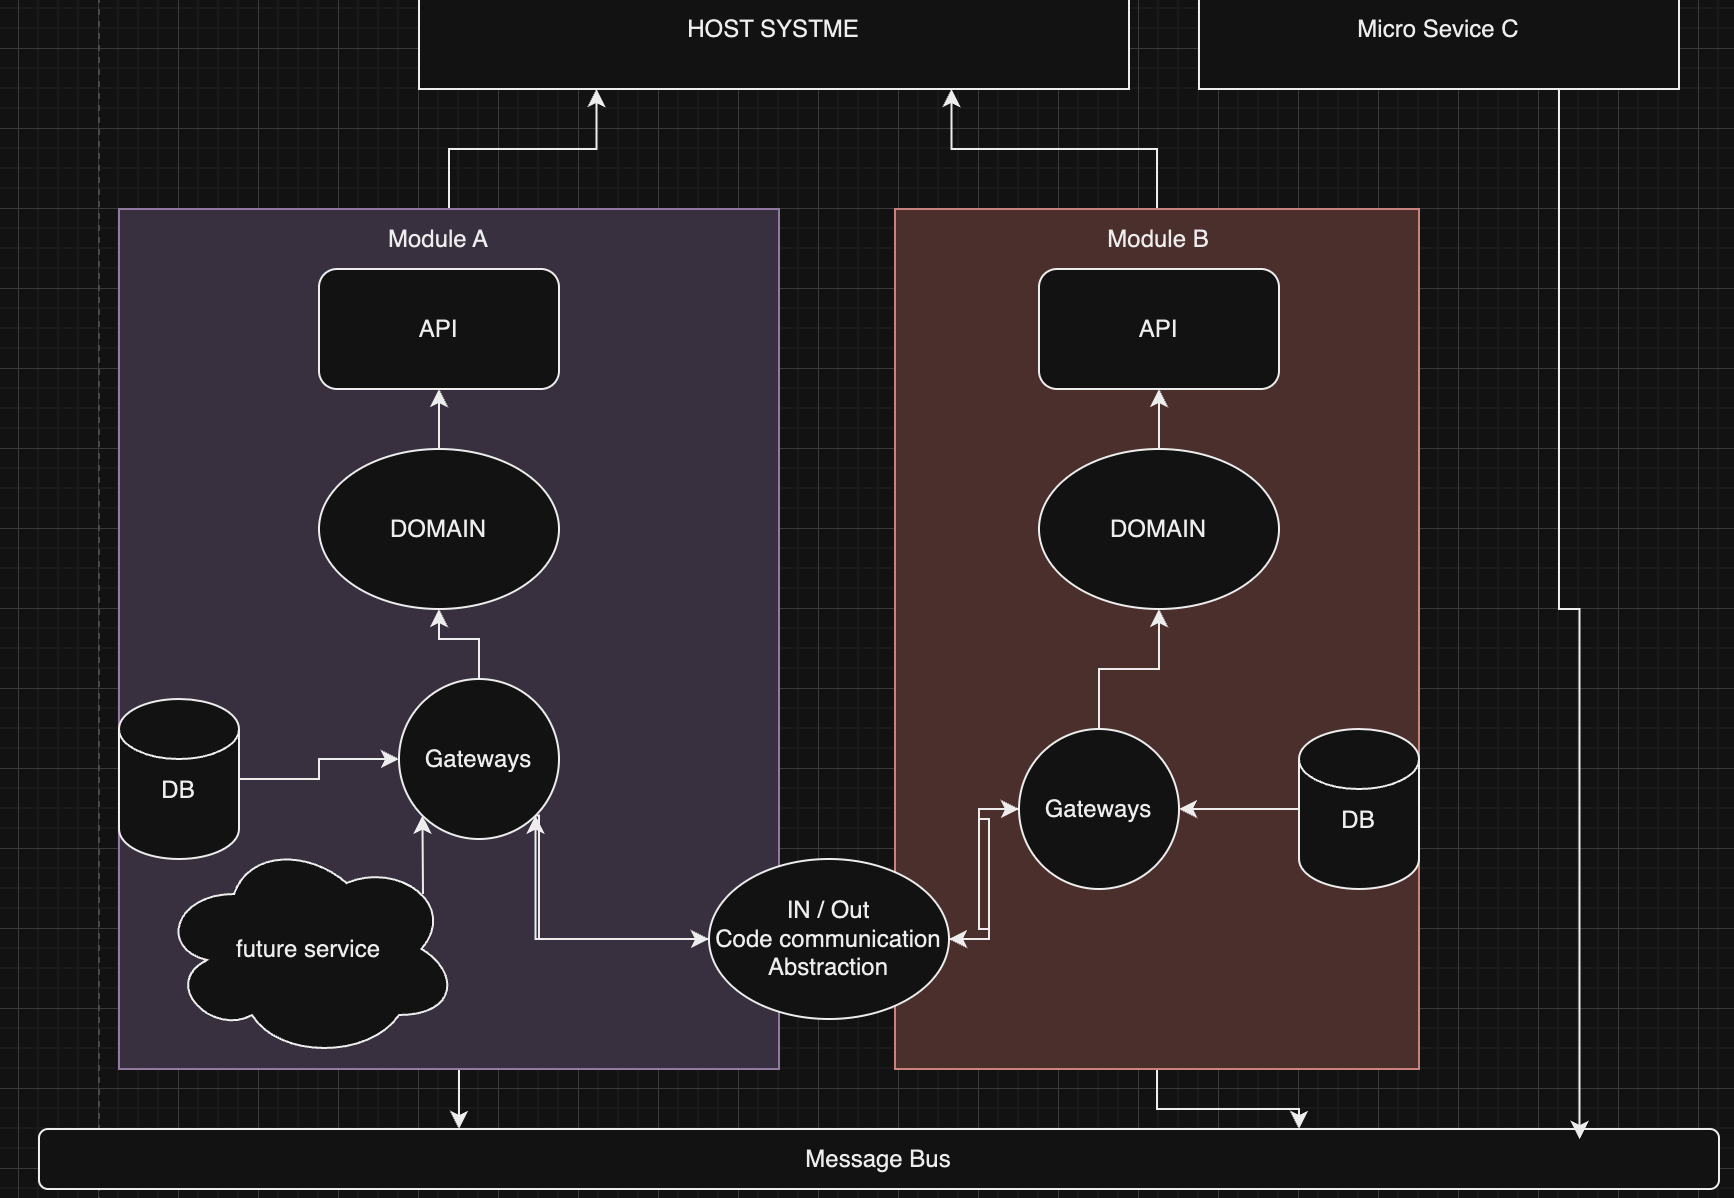 HOST SYSTME
Micro Sevice C
Module A
Module B
API
API
DOMAIN
DOMAIN
Gateways
DB
Gateways
DB
future service
IN / Out
Code communication
Abstraction
Message Bus